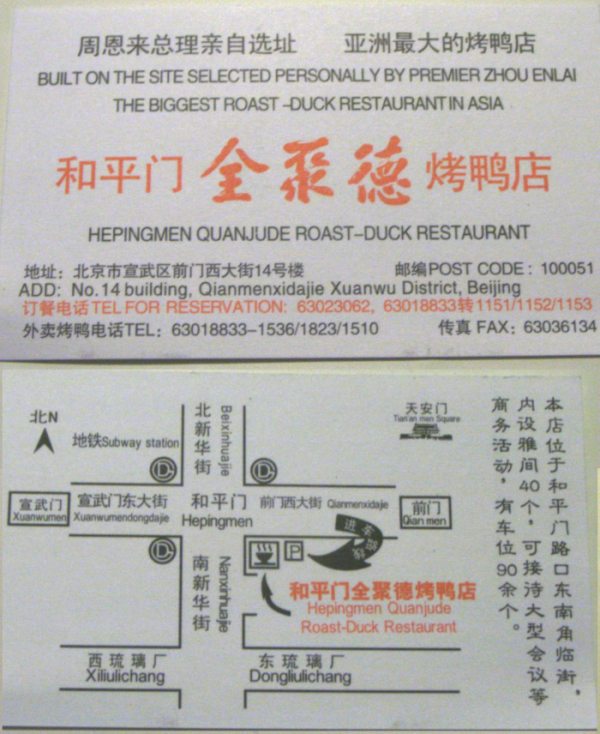 周恩来总理亲自选址 亚洲最大的烤鸭店
BUILT ON THE SITE SELECTED PERSONALLY BY PREMIER ZHOU ENLAI
THE BIGGEST ROAST-DUCK RESTAURANT IN ASIA
和平门 全聚德 烤鸭店
HEPINGMEN QUANJUDE ROAST-DUCK RESTAURANT
地址：北京市宣武区前门西大街14号楼 邮编POST CODE：100051
ADD: No.14 building, Qianmenxidajie Xuanwu District, Beijing
订餐电话TEL FOR RESERVATION: 63023062, 63018833转1151/1152/1153
外卖烤鸭电话TEL：63018833-1536/1823/1510 传真 FAX：63036134
北N
地铁Subway station
北新华街
Beixinhuajie
天安门
Tian'an men Square
宣武门
Xuanwumen
宣武门东大街
Xuanwumendongdajie
和平门
Hepingmen
前门西大街 Qianmenxidajie
前门
Qian men
进车路线
P
南新华街
Nanxinhuajie
和平门全聚德烤鸭店
Hepingmen Quanjude
Roast-Duck Restaurant
西琉璃厂
Xiliulichang
东琉璃厂
Dongliulichang
本店位于和平门路口东南角临街，
内设雅间40个，可接待大型会议等
商务活动，有车位90余个。